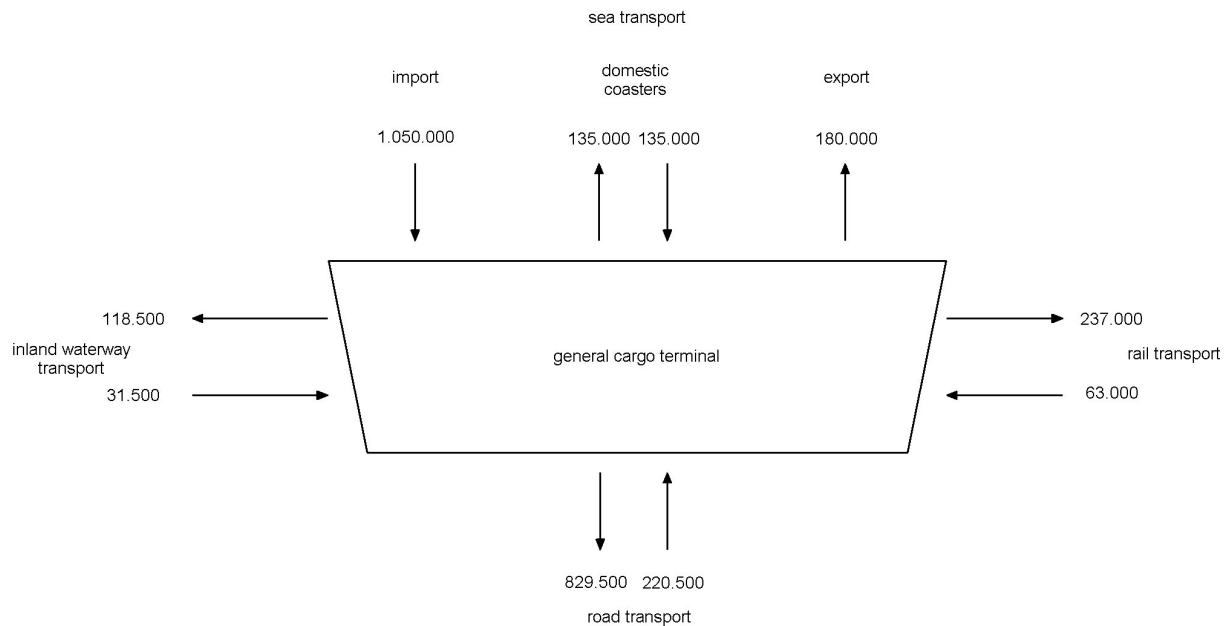 sea transport
import
domestic
coasters
export
1.050.000
135.000 135.000
180.000
118.500
237.000
inland waterway
transport
general cargo terminal
rail transport
31.500
63.000
829.500 220.500
road transport